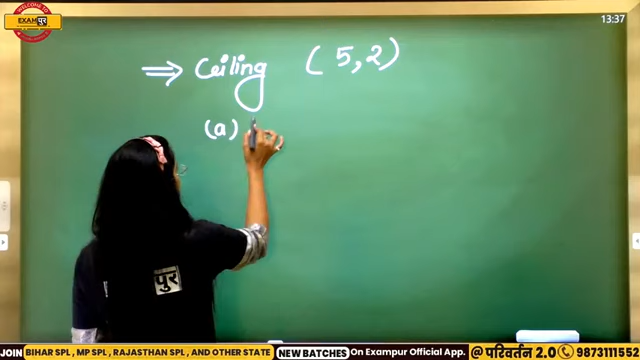 WELCOME TO
EXAM पुर
13:37
⇒ Ceiling (5,2)
(a)
पुर
JOIN BIHAR SPL , MP SPL , RAJASTHAN SPL , AND OTHER STATE NEW BATCHES On Exampur Official App. @ परिवर्तन 2.0 9873111552